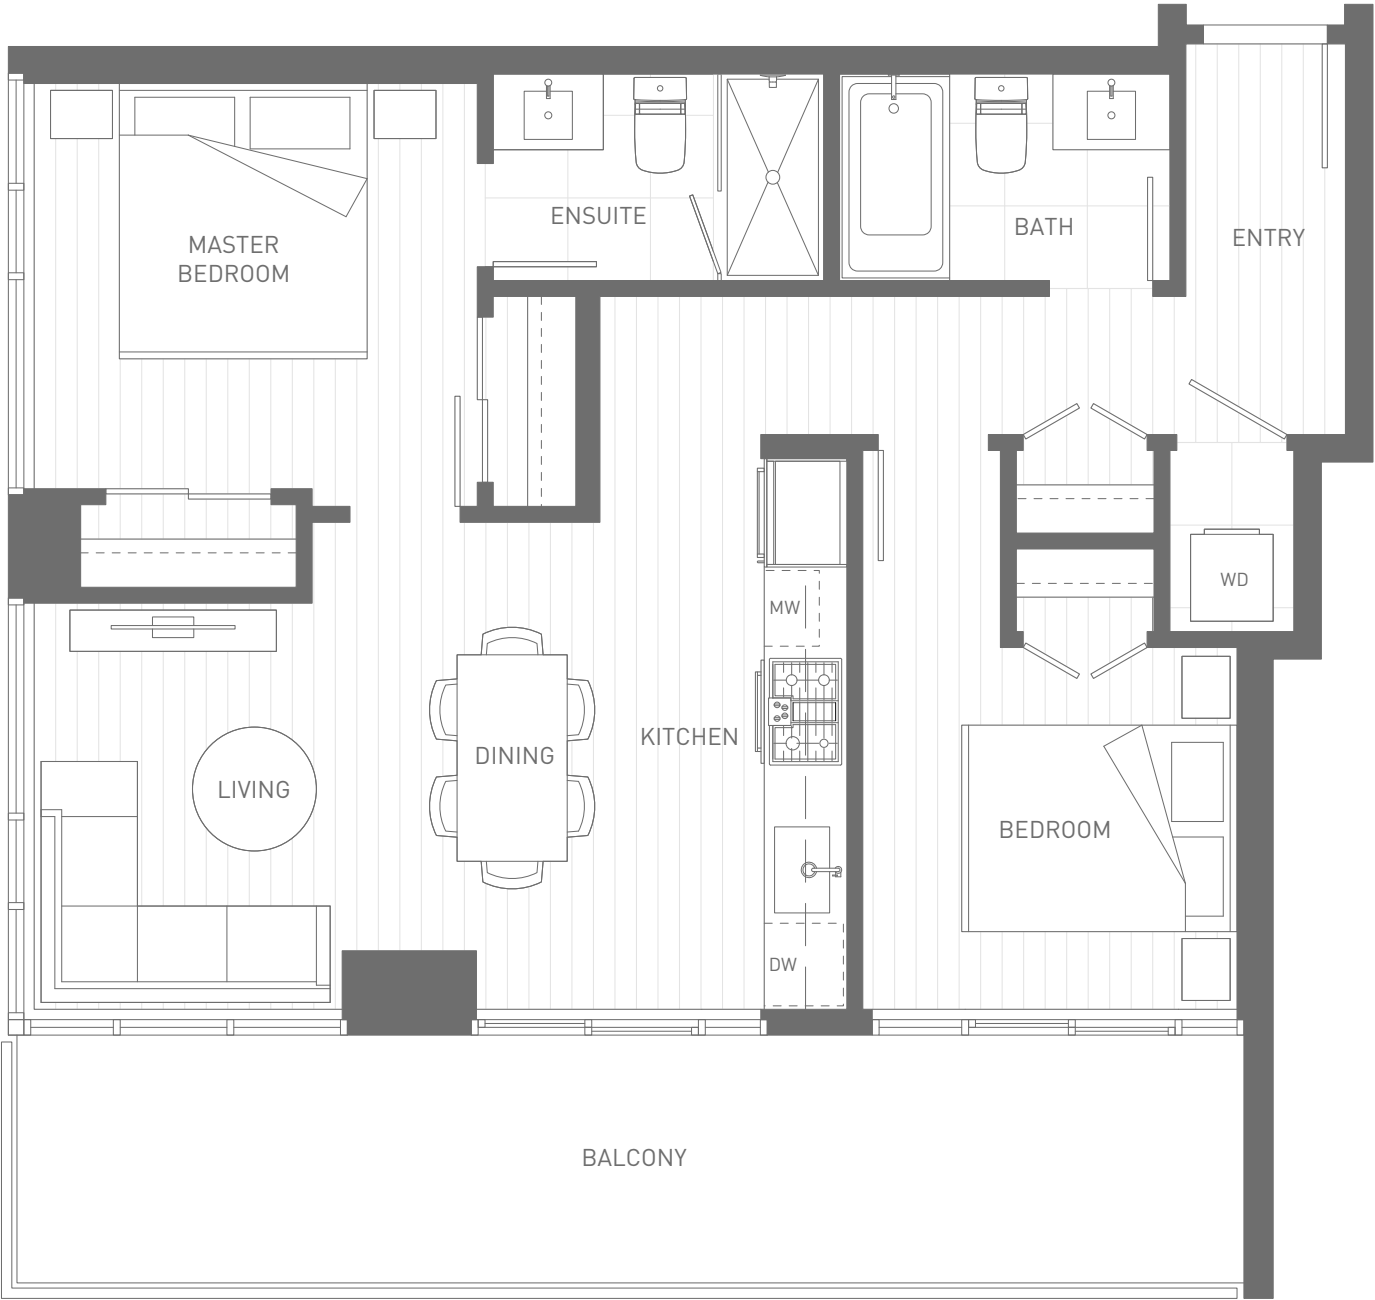 MASTER
BEDROOM
ENSUITE
BATH
ENTRY
WD
MW
KITCHEN
DINING
LIVING
BEDROOM
DW
BALCONY